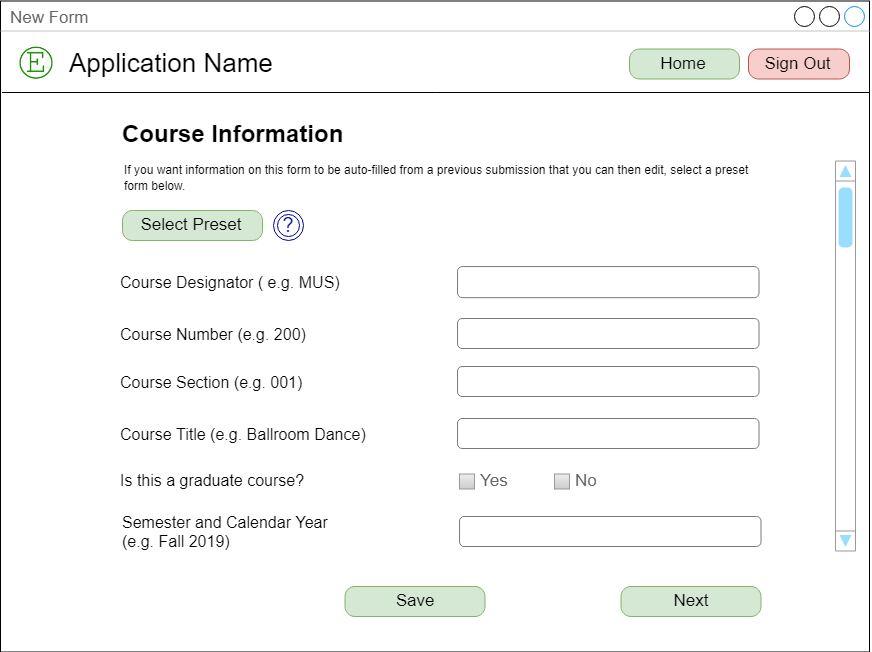 New Form
E
Application Name
Home
Sign Out
Course Information
If you want information on this form to be auto-filled from a previous submission that you can then edit, select a preset
form below.
Select Preset
?
Course Designator ( e.g. MUS)
Course Number (e.g. 200)
Course Section (e.g. 001)
Course Title (e.g. Ballroom Dance)
Is this a graduate course?
Yes
No
Semester and Calendar Year
(e.g. Fall 2019)
Save
Next